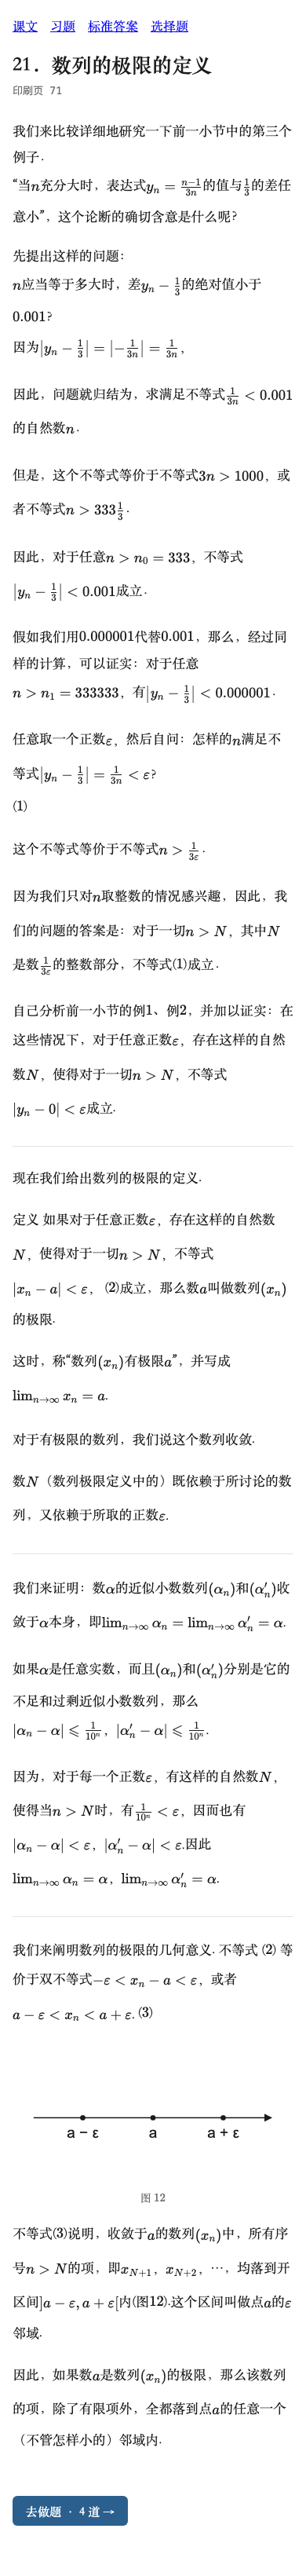 课文 习题 标准答案 选择题
21．数列的极限的定义
印刷页 71
我们来比较详细地研究一下前一小节中的第三个
例子．
“当n充分大时，表达式yₙ = (n−1)/(3n)的值与1/3的差任
意小”，这个论断的确切含意是什么呢?
先提出这样的问题：
n应当等于多大时，差yₙ − 1/3的绝对值小于
0.001?
因为|yₙ − 1/3| = |−1/(3n)| = 1/(3n)，
因此，问题就归结为，求满足不等式1/(3n) < 0.001
的自然数n．
但是，这个不等式等价于不等式3n > 1000，或
者不等式n > 333 1/3．
因此，对于任意n > n₀ = 333，不等式
|yₙ − 1/3| < 0.001成立．
假如我们用0.000001代替0.001，那么，经过同
样的计算，可以证实：对于任意
n > n₁ = 333333，有|yₙ − 1/3| < 0.000001．
任意取一个正数ε，然后自问：怎样的n满足不
等式|yₙ − 1/3| = 1/(3n) < ε?
(1)
这个不等式等价于不等式n > 1/(3ε)．
因为我们只对n取整数的情况感兴趣，因此，我
们的问题的答案是：对于一切n > N，其中N
是数1/(3ε)的整数部分，不等式(1)成立．
自己分析前一小节的例1、例2，并加以证实：在
这些情况下，对于任意正数ε，存在这样的自然
数N，使得对于一切n > N，不等式
|yₙ − 0| < ε成立.
现在我们给出数列的极限的定义.
定义 如果对于任意正数ε，存在这样的自然数
N，使得对于一切n > N，不等式
|xₙ − a| < ε， (2)成立，那么数a叫做数列(xₙ)
的极限.
这时，称“数列(xₙ)有极限a”，并写成
limₙ→∞ xₙ = a.
对于有极限的数列，我们说这个数列收敛.
数N（数列极限定义中的）既依赖于所讨论的数
列，又依赖于所取的正数ε.
我们来证明：数α的近似小数数列(αₙ)和(α′ₙ)收
敛于α本身，即limₙ→∞ αₙ = limₙ→∞ α′ₙ = α.
如果α是任意实数，而且(αₙ)和(α′ₙ)分别是它的
不足和过剩近似小数数列，那么
|αₙ − α| ⩽ 1/10ⁿ，|α′ₙ − α| ⩽ 1/10ⁿ.
因为，对于每一个正数ε，有这样的自然数N，
使得当n > N时，有1/10ⁿ < ε，因而也有
|αₙ − α| < ε，|α′ₙ − α| < ε.因此
limₙ→∞ αₙ = α，limₙ→∞ α′ₙ = α.
我们来阐明数列的极限的几何意义. 不等式 (2) 等
价于双不等式−ε < xₙ − a < ε，或者
a − ε < xₙ < a + ε. (3)
a − ε a a + ε
图 12
不等式(3)说明，收敛于a的数列(xₙ)中，所有序
号n > N的项，即x_{N+1}，x_{N+2}，⋯，均落到开
区间]a − ε, a + ε[内(图12).这个区间叫做点a的ε
邻域.
因此，如果数a是数列(xₙ)的极限，那么该数列
的项，除了有限项外，全都落到点a的任意一个
（不管怎样小的）邻域内.
去做题 · 4 道 →